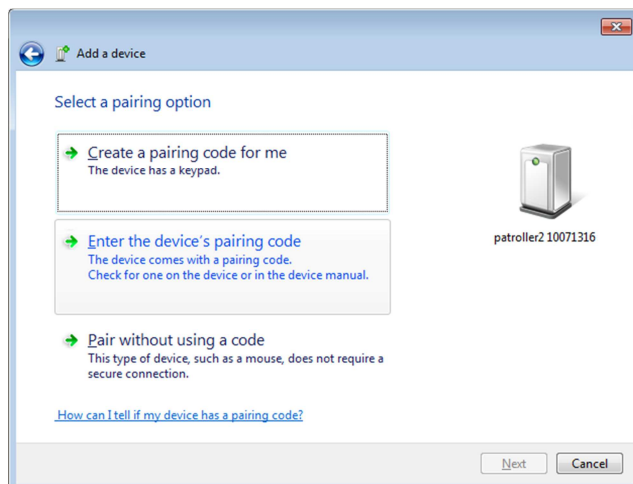 Add a device
Select a pairing option
Create a pairing code for me
The device has a keypad.
Enter the device's pairing code
The device comes with a pairing code.
Check for one on the device or in the device manual.
patroller2 10071316
Pair without using a code
This type of device, such as a mouse, does not require a
secure connection.
How can I tell if my device has a pairing code?
Next
Cancel